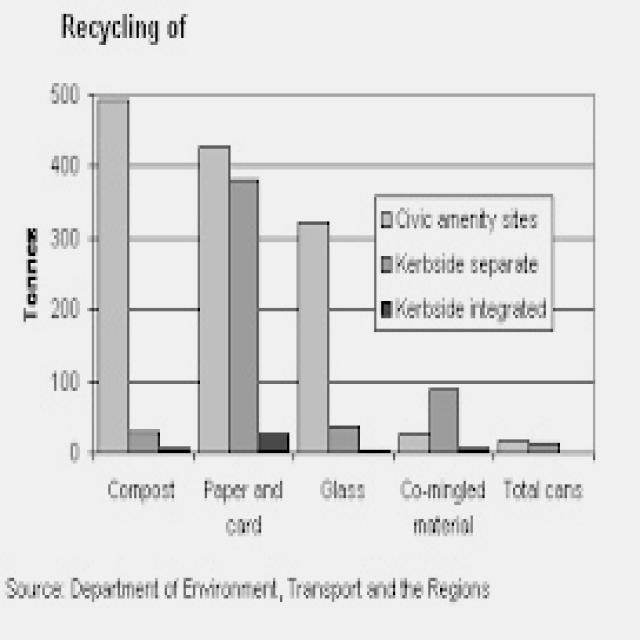 Recycling of
500
400
300
200
100
0
Tonnes
Civic amenity sites
Kerbside separate
Kerbside integrated
Compost
Paper and
card
Glass
Co-mingled
material
Total cans
Source: Department of Environment, Transport and the Regions